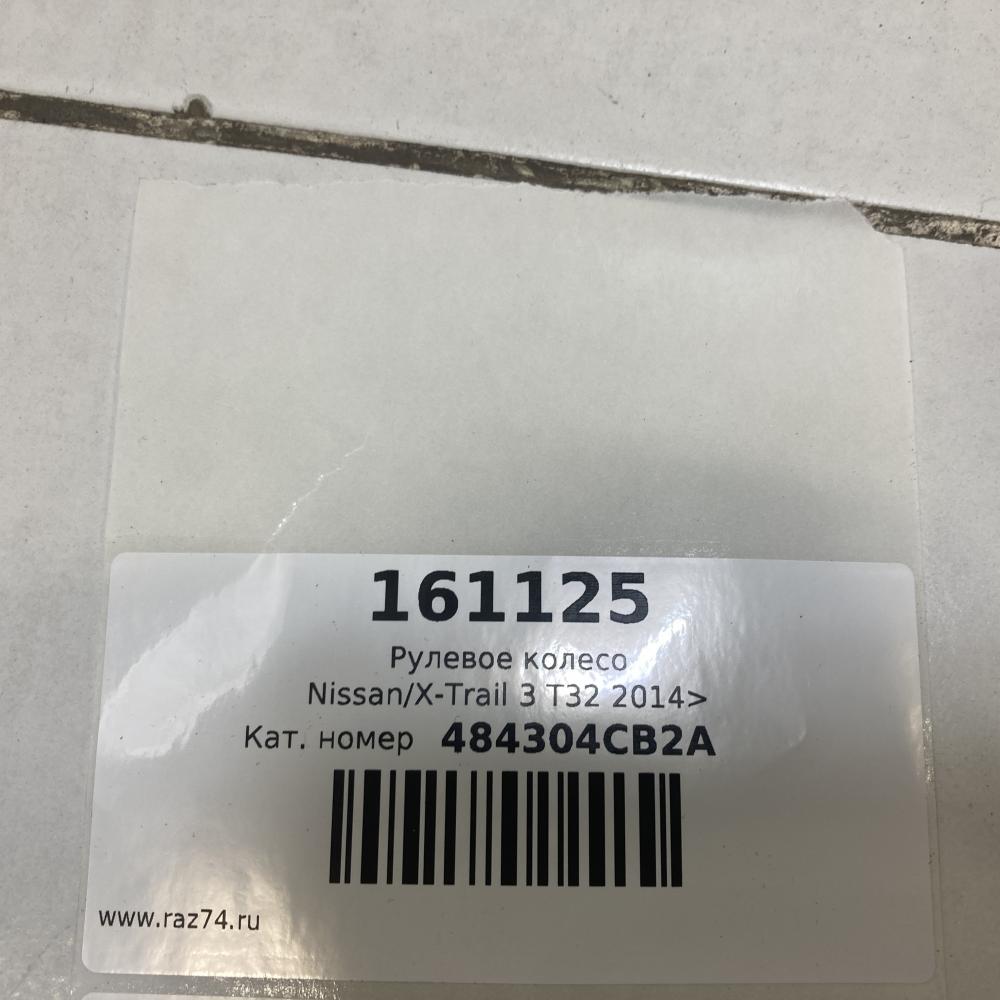 161125
Рулевое колесо
Nissan/X-Trail 3 T32 2014>
Кат. номер 484304CB2A
www.raz74.ru